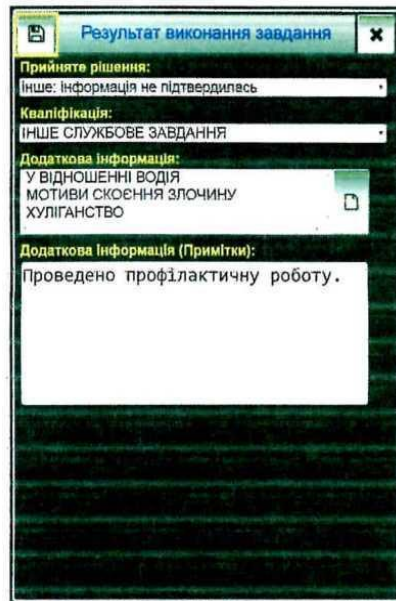 Результат виконання завдання
Прийняте рішення:
Інше: Інформація не підтвердилась
Кваліфікація:
ІНШЕ СЛУЖБОВЕ ЗАВДАННЯ
Додаткова інформація:
У ВІДНОШЕННІ ВОДІЯ
МОТИВИ СКОЄННЯ ЗЛОЧИНУ
ХУЛІГАНСТВО
Додаткова інформація (Примітки):
Проведено профілактичну роботу.